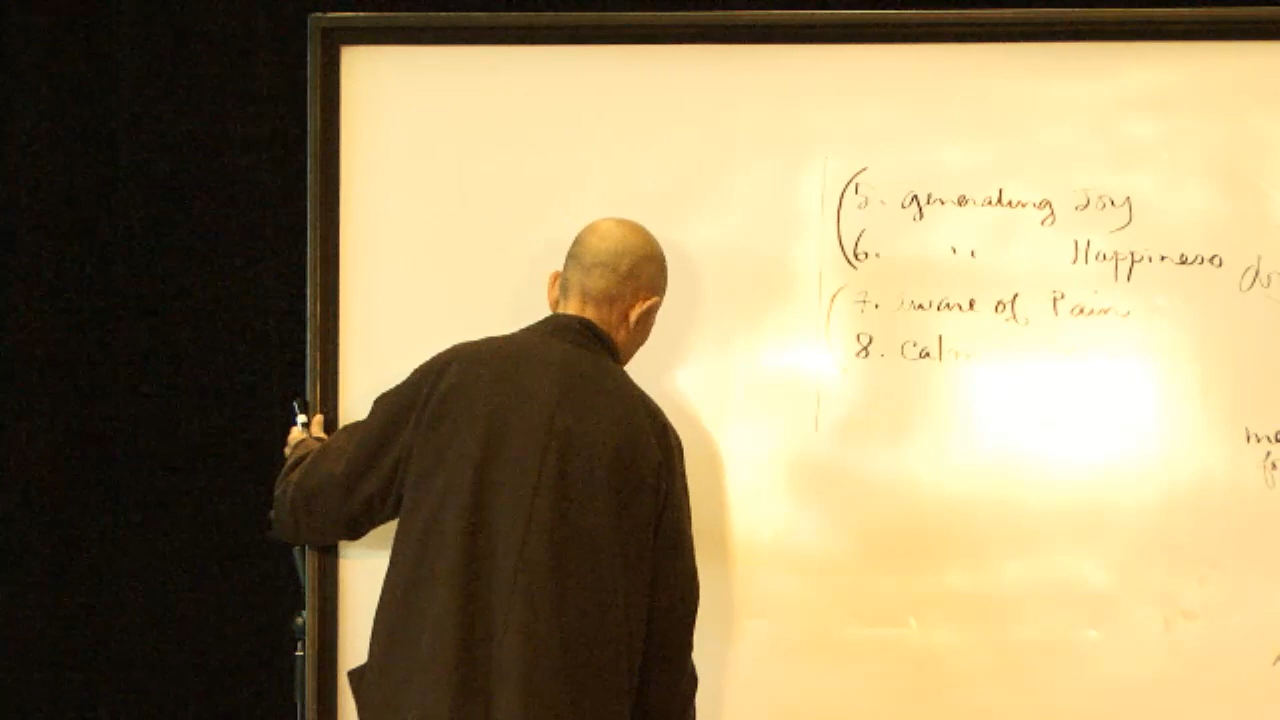 5. generating Joy
6. " Happiness
7. aware of Pain
8. cal